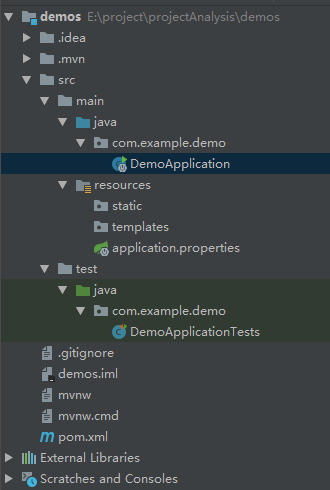 demos E:\project\projectAnalysis\demos
.idea
.mvn
src
main
java
com.example.demo
DemoApplication
resources
static
templates
application.properties
test
java
com.example.demo
DemoApplicationTests
.gitignore
demos.iml
mvnw
mvnw.cmd
pom.xml
External Libraries
Scratches and Consoles